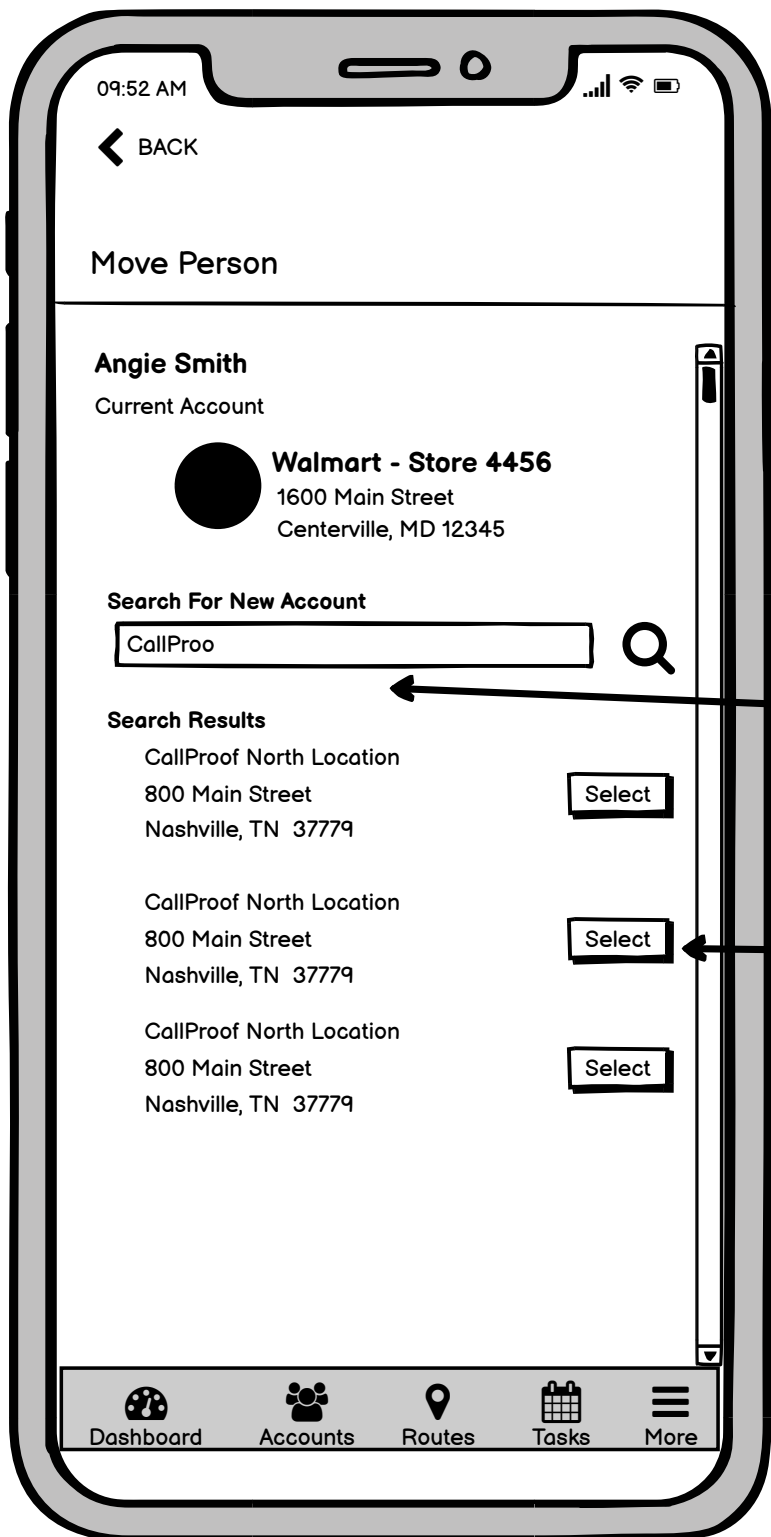 09:52 AM
BACK
Move Person
Angie Smith
Current Account
Walmart - Store 4456
1600 Main Street
Centerville, MD 12345
Search For New Account
CallProo
Search Results
CallProof North Location
800 Main Street
Select
Nashville, TN  37779
CallProof North Location
800 Main Street
Select
Nashville, TN  37779
CallProof North Location
800 Main Street
Select
Nashville, TN  37779
Dashboard Accounts Routes Tasks More